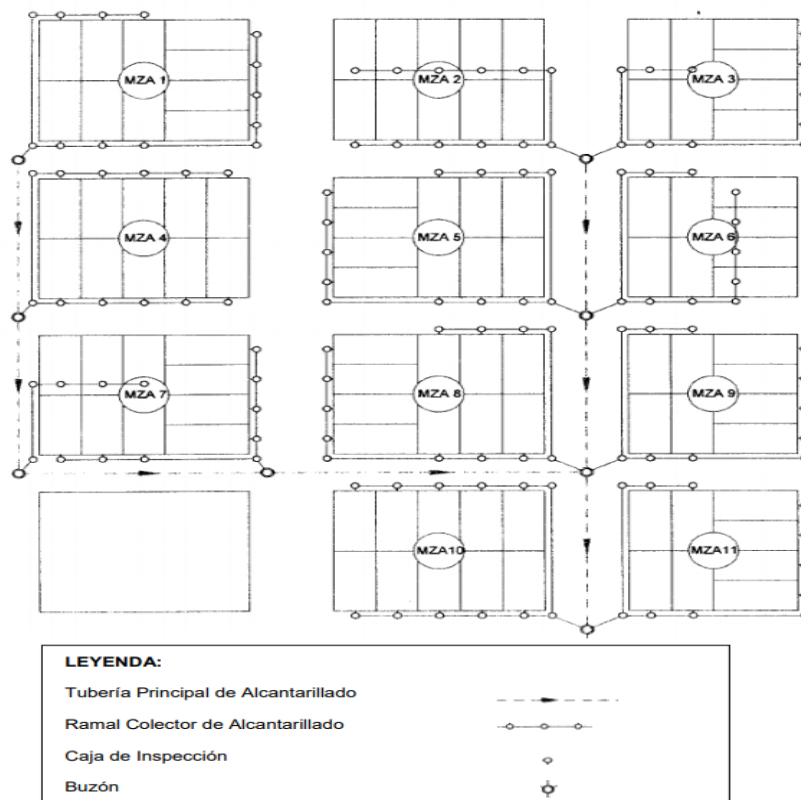 MZA 1
MZA 2
MZA 3
MZA 4
MZA 5
MZA 6
MZA 7
MZA 8
MZA 9
MZA10
MZA11
LEYENDA:
Tubería Principal de Alcantarillado
Ramal Colector de Alcantarillado
Caja de Inspección
Buzón